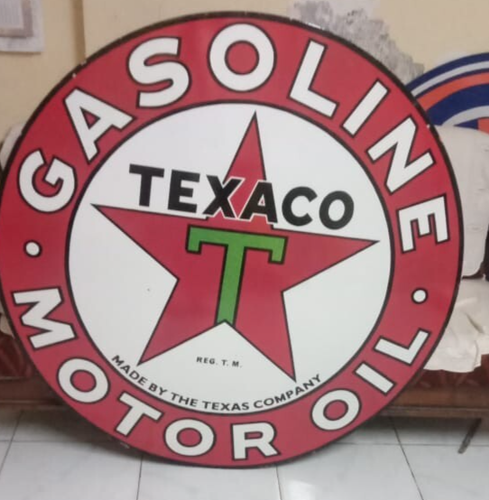 GASOLINE
TEXACO
T
REG. T. M.
MADE BY THE TEXAS COMPANY
MOTOR OIL